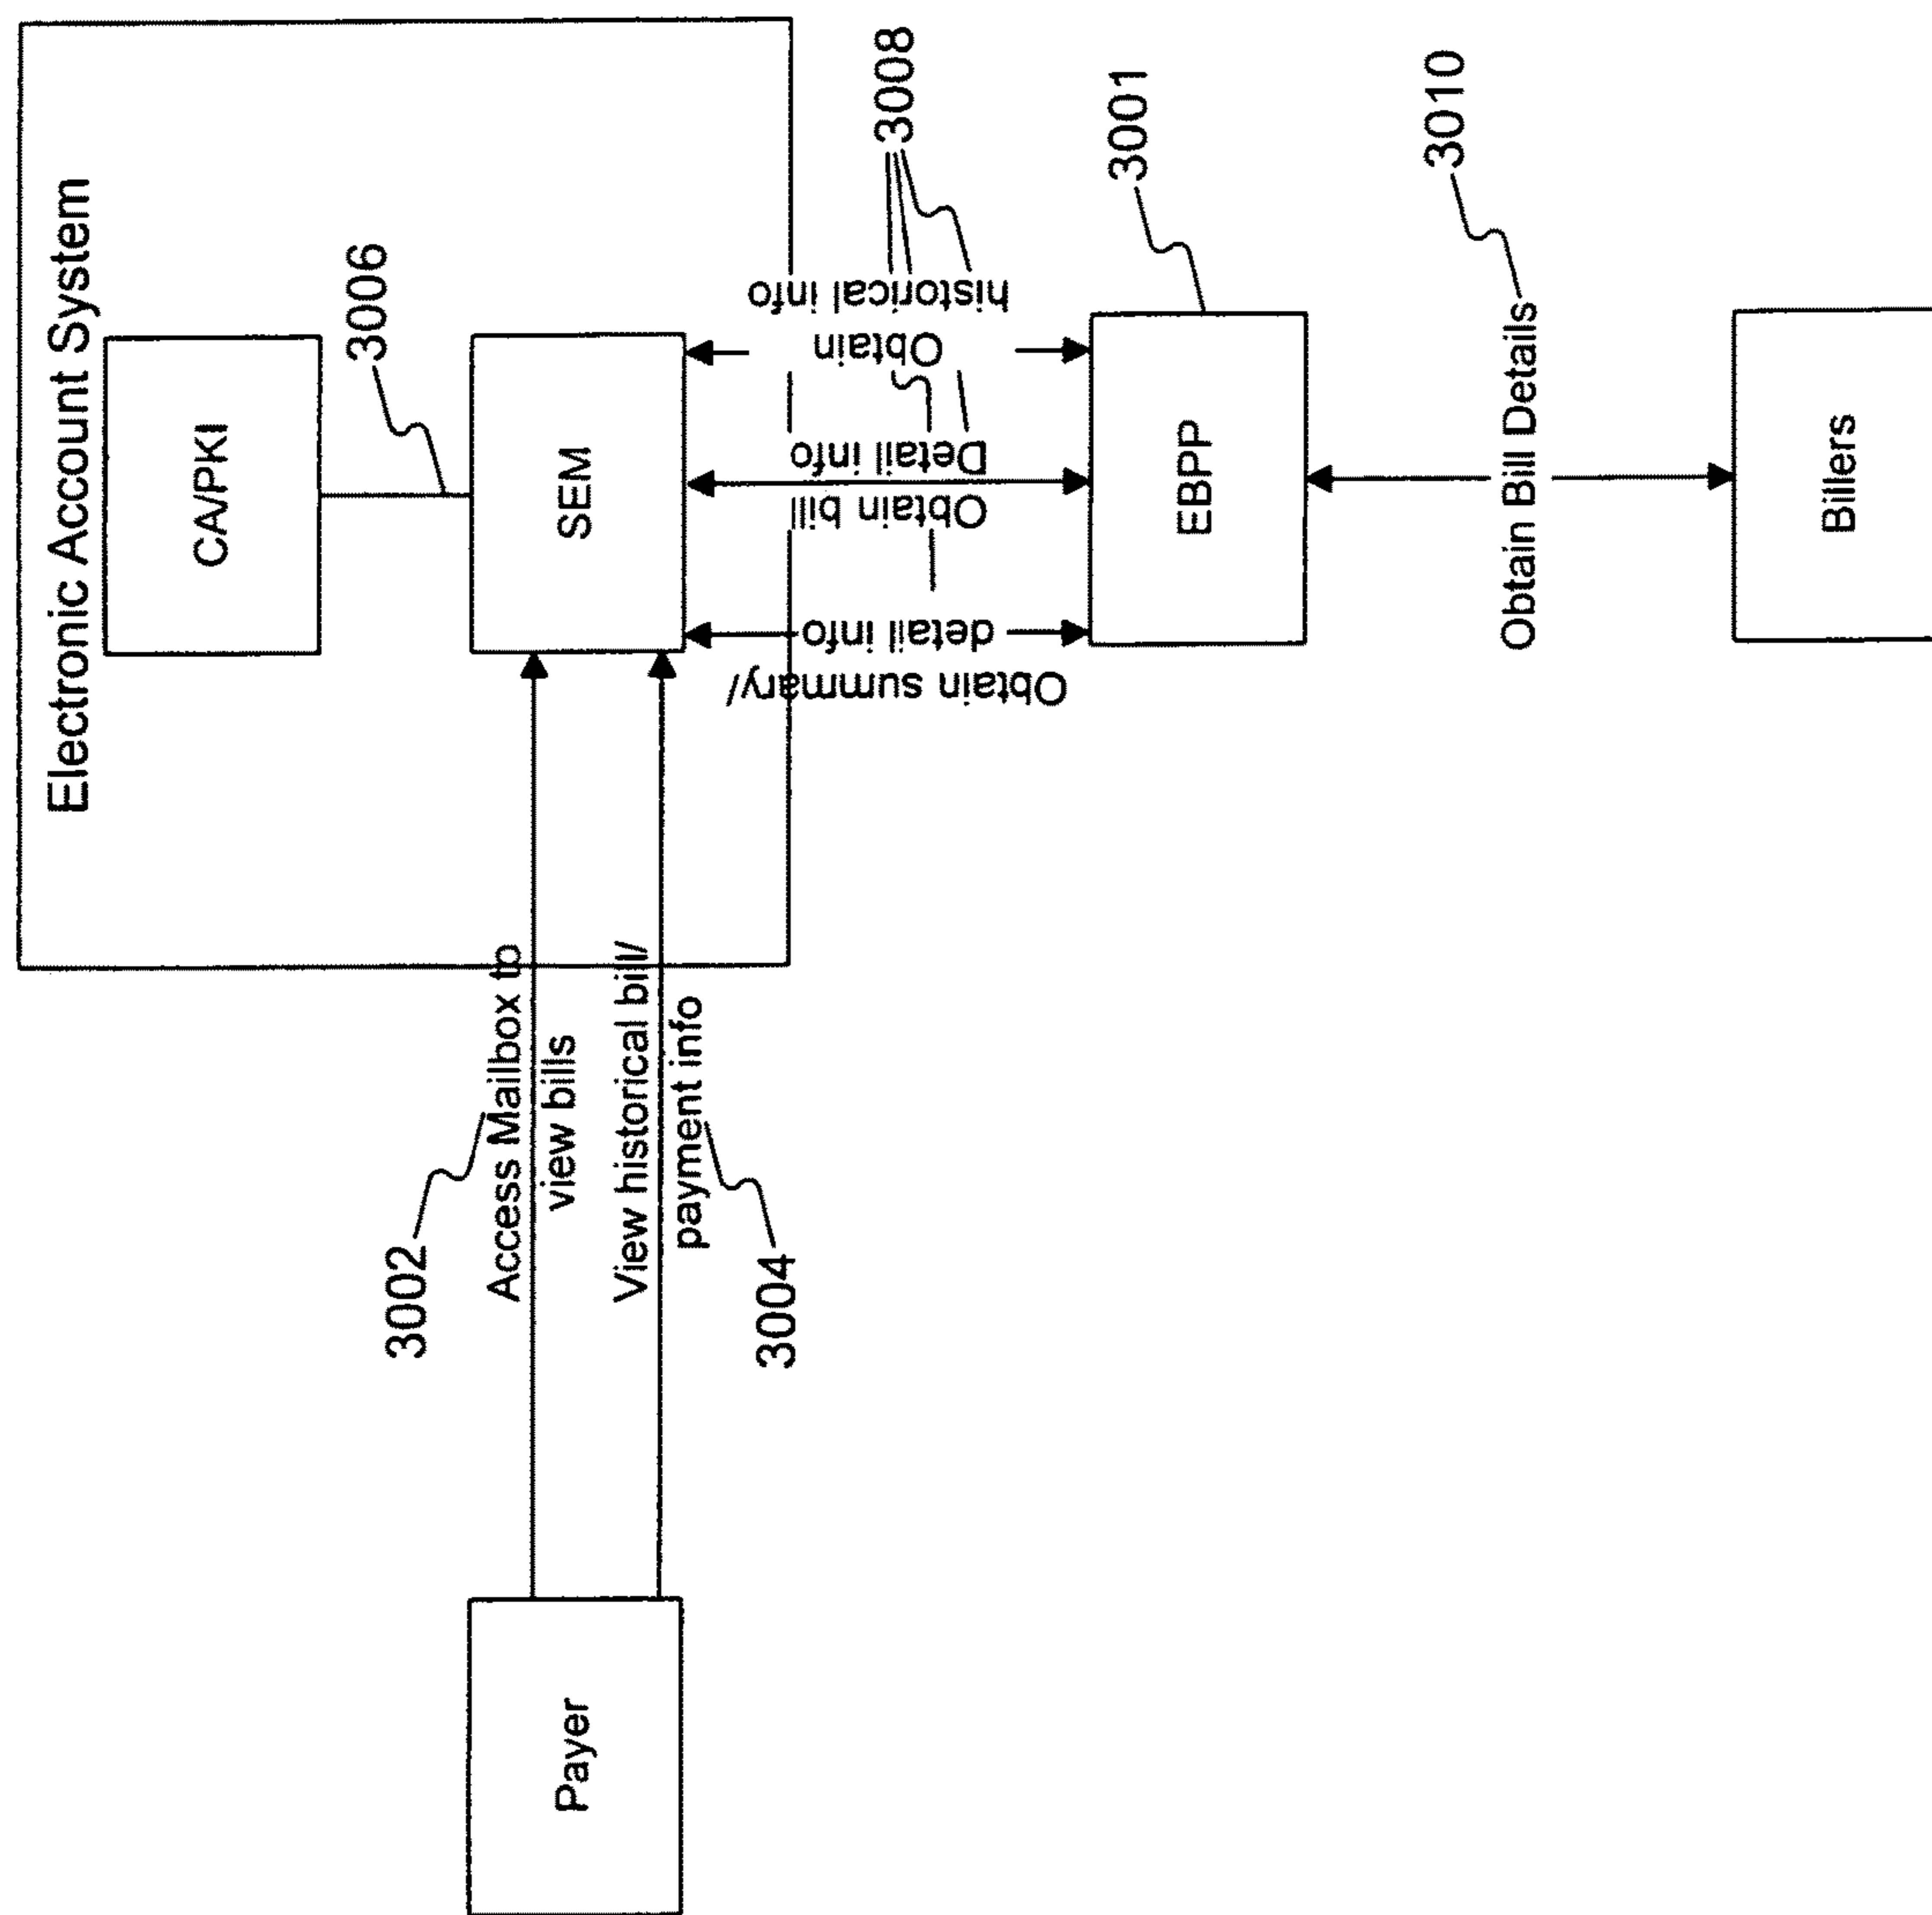 Electronic Account System
CA/PKI
3006
SEM
3002
Access Mailbox to
view bills
View historical bill/
payment info
3004
Payer
Obtain summary/
detail info
Obtain bill
Detail info
Obtain
historical info
3008
3001
EBPP
3010
Obtain Bill Details
Billers